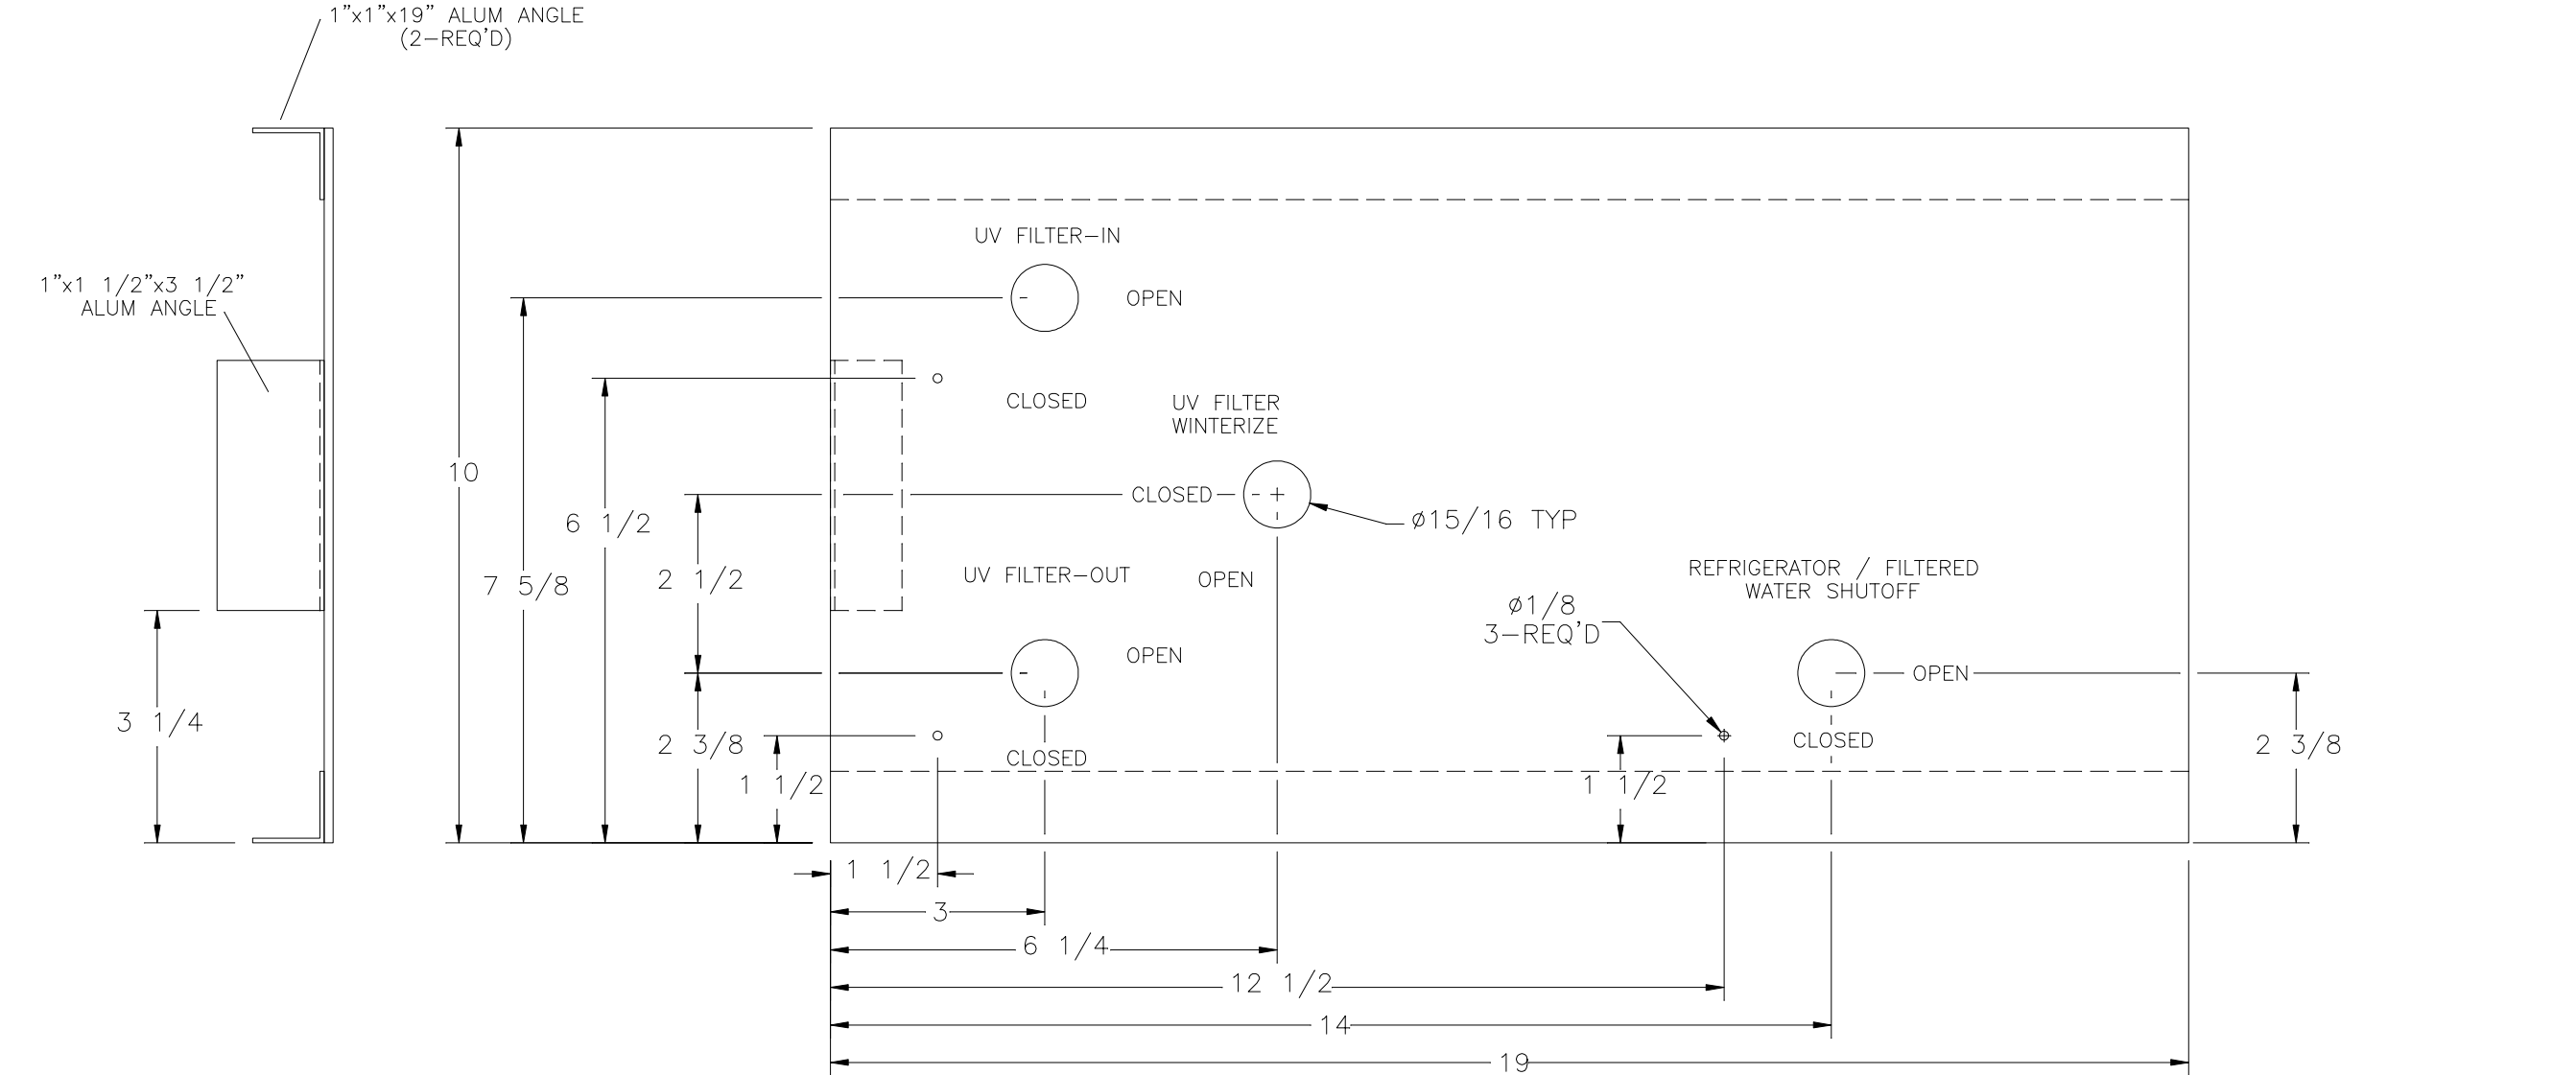 1"x1"x19" ALUM ANGLE
(2-REQ'D)
UV FILTER-IN
1"x1 1/2"x3 1/2"
ALUM ANGLE
OPEN
CLOSED
UV FILTER
WINTERIZE
10
CLOSED
6 1/2
ø15/16 TYP
7 5/8
2 1/2
UV FILTER-OUT
OPEN
REFRIGERATOR / FILTERED
WATER SHUTOFF
ø1/8
3-REQ'D
OPEN
OPEN
3 1/4
2 3/8
CLOSED
CLOSED
2 3/8
1 1/2
1 1/2
1 1/2
3
6 1/4
12 1/2
14
19